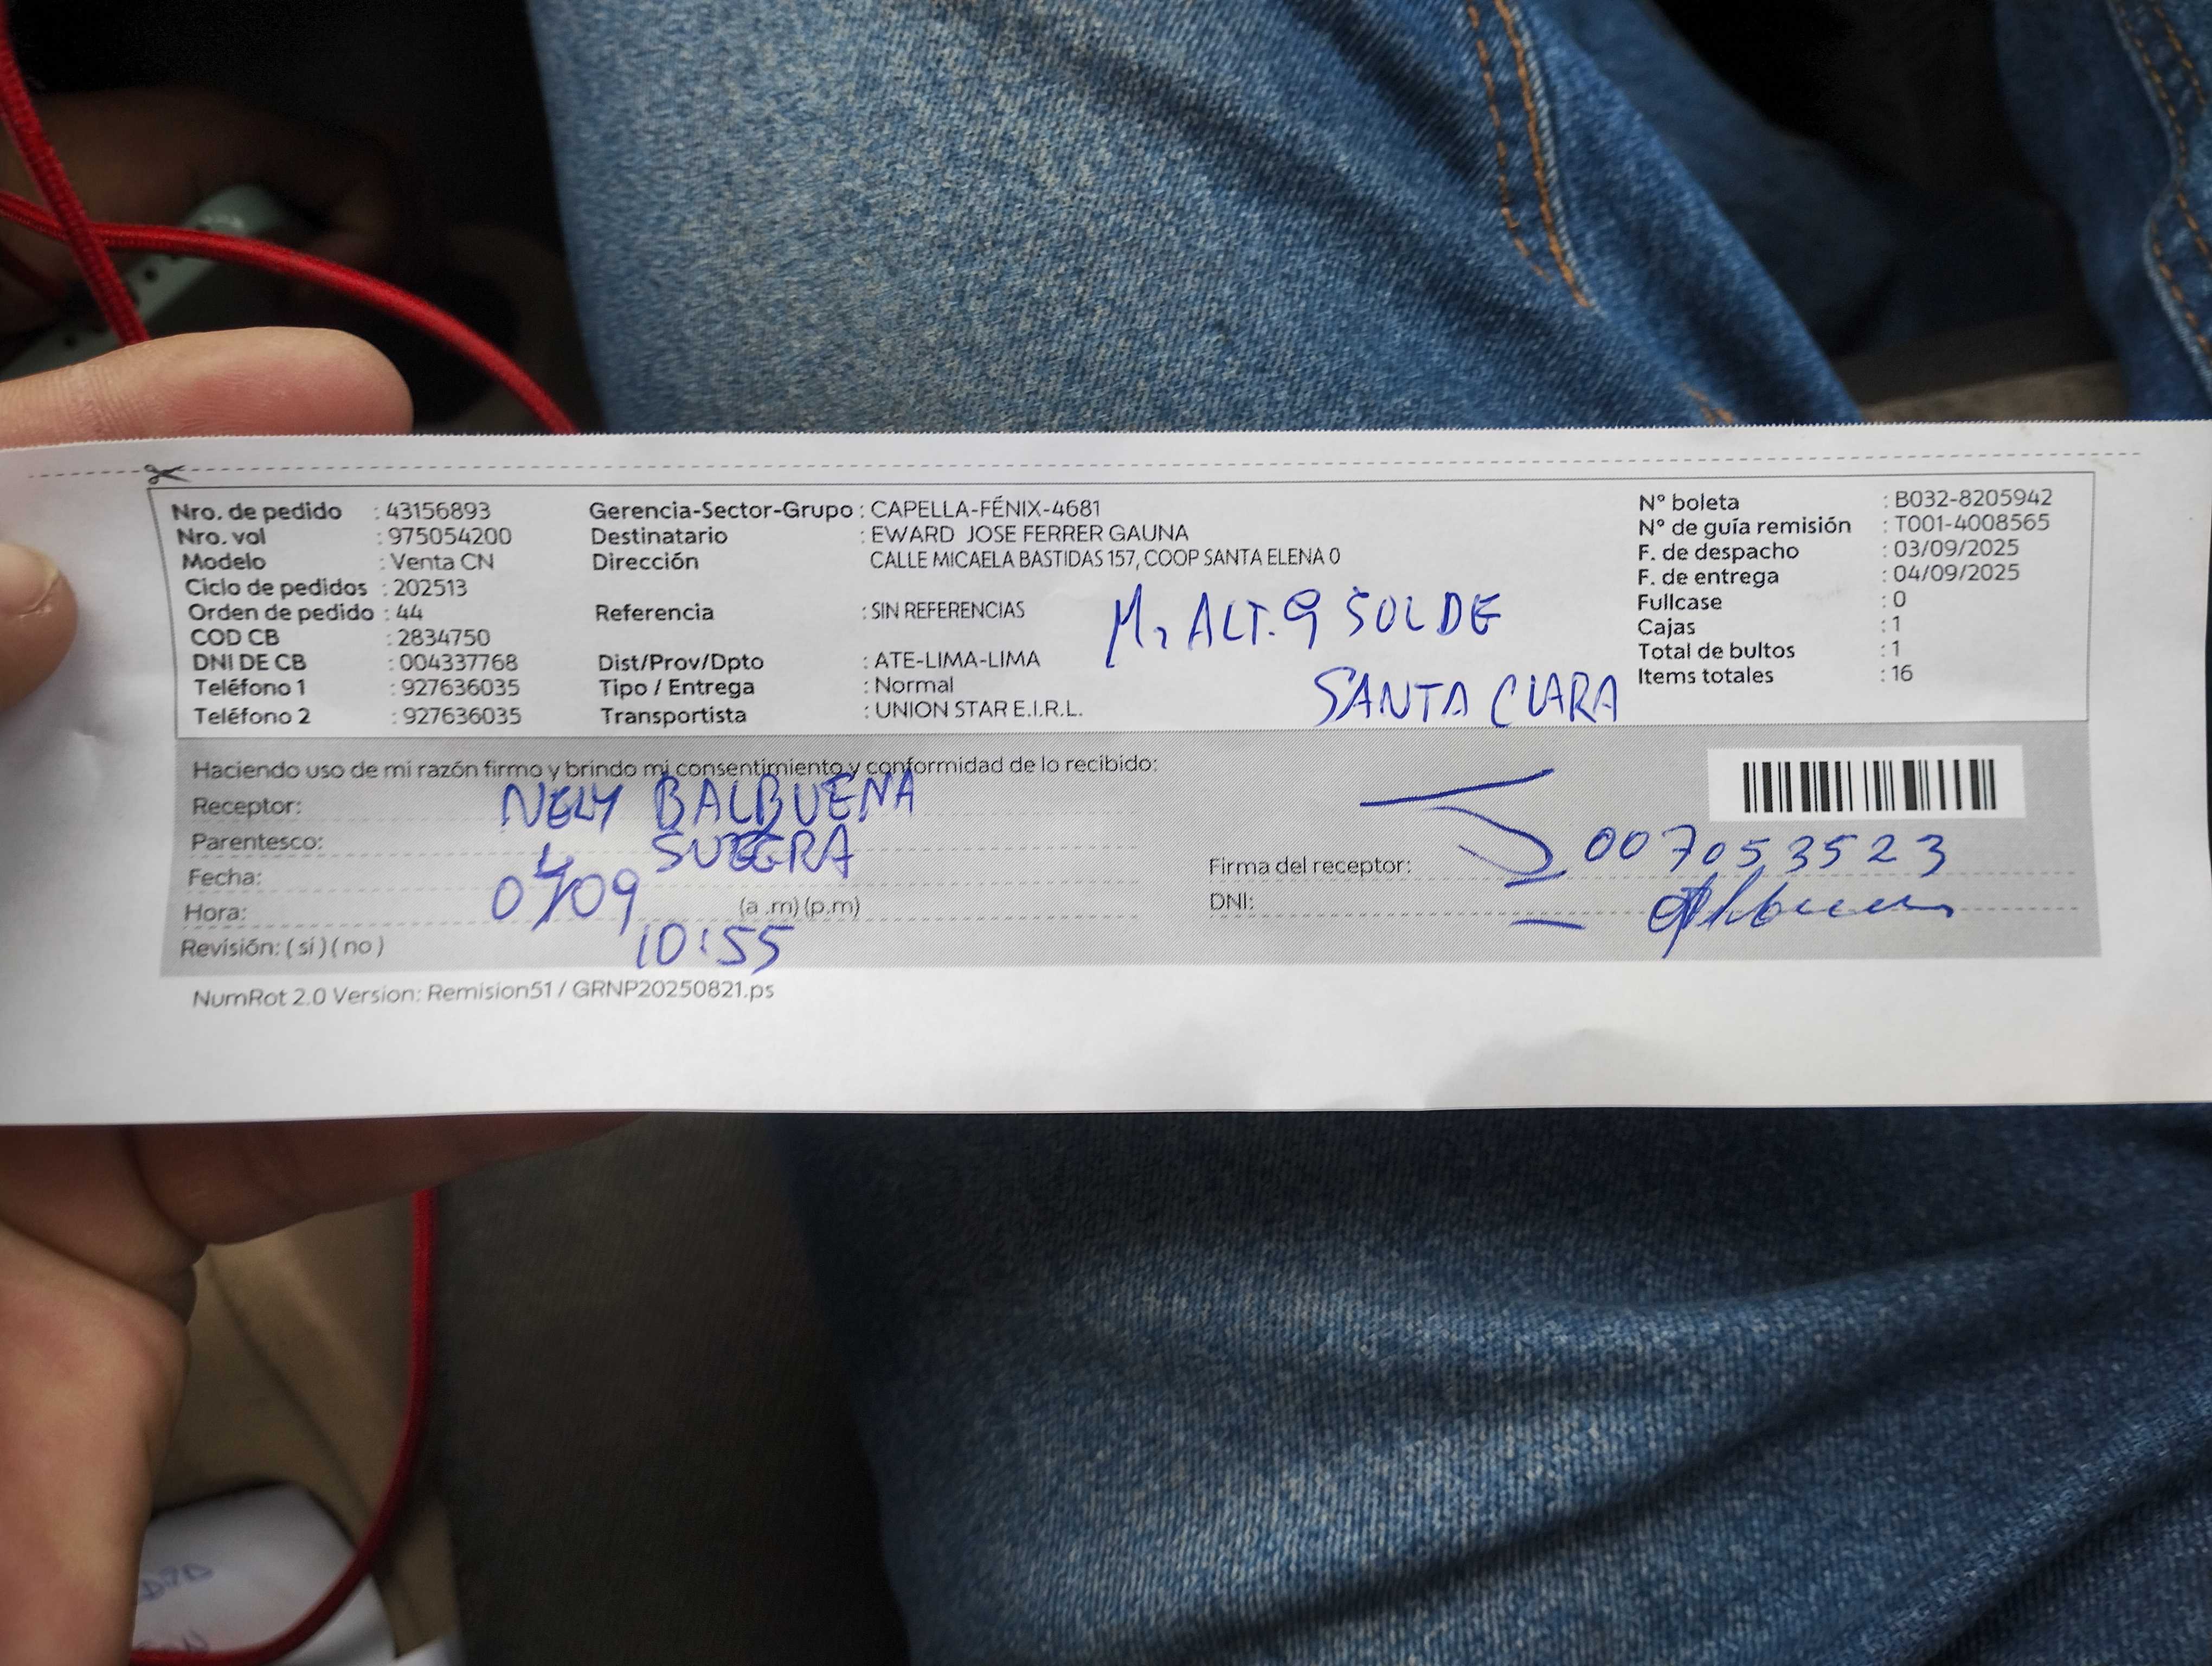 Nro. de pedido : 43156893 Gerencia-Sector-Grupo : CAPELLA-FÉNIX-4681 N° boleta : B032-8205942
Nro. vol : 975054200 Destinatario : EWARD JOSE FERRER GAUNA N° de guía remisión : T001-4008565
Modelo : Venta CN Dirección CALLE MICAELA BASTIDAS 157, COOP SANTA ELENA 0 F. de despacho : 03/09/2025
Ciclo de pedidos : 202513 F. de entrega : 04/09/2025
Orden de pedido : 44 Referencia : SIN REFERENCIAS Fullcase : 0
M, ALT. 9 SOL DE
COD CB : 2834750 Cajas : 1
DNI DE CB : 004337768 Dist/Prov/Dpto : ATE-LIMA-LIMA Total de bultos : 1
Teléfono 1 : 927636035 Tipo / Entrega : Normal Items totales : 16
SANTA CLARA
Teléfono 2 : 927636035 Transportista : UNION STAR E.I.R.L.
Haciendo uso de mi razón firmo y brindo mi consentimiento y conformidad de lo recibido:
Receptor: NELY BALBUENA
Parentesco: SUEGRA
Firma del receptor: 007053523
Fecha: 04/09
Hora: (a .m) (p.m) DNI:
10:55
Revisión: ( si ) ( no )
NumRot 2.0 Version: Remision51 / GRNP20250821.ps